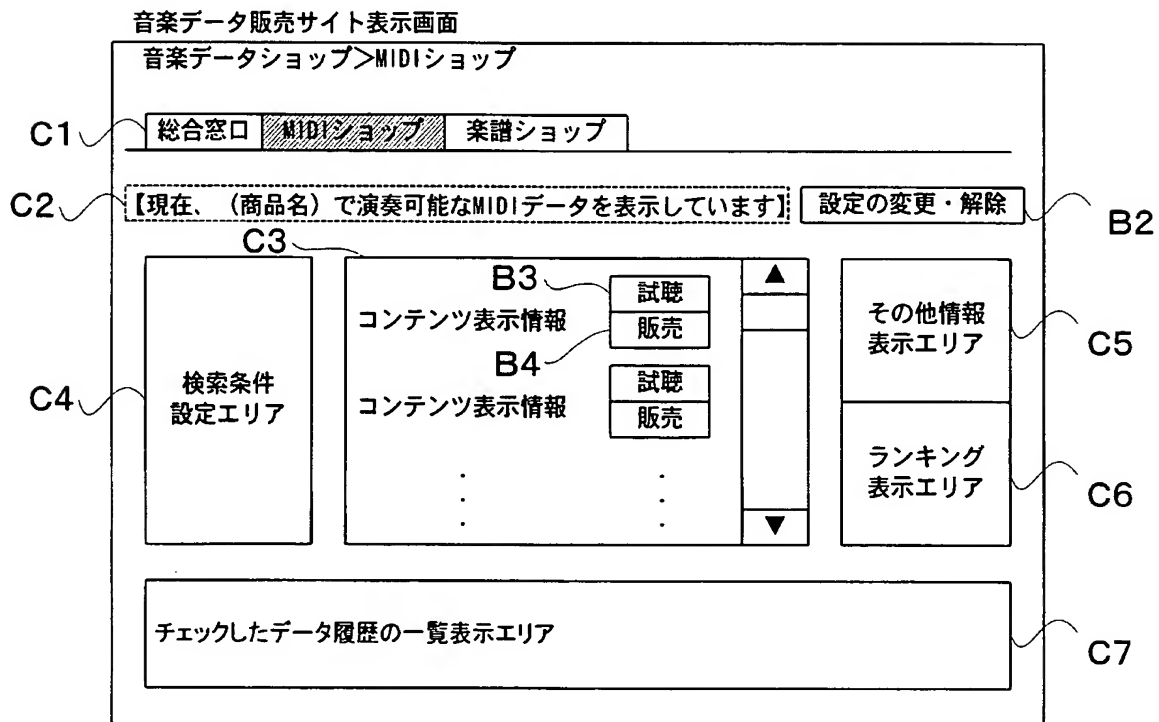 音楽データ販売サイト表示画面
音楽データショップ>MIDIショップ
C1
総合窓口 MIDIショップ 楽譜ショップ
C2
【現在、（商品名）で演奏可能なMIDIデータを表示しています】
設定の変更・解除
B2
C3
B3
試聴
コンテンツ表示情報
販売
B4
試聴
コンテンツ表示情報
販売
▲
▼
C4
検索条件
設定エリア
その他情報
表示エリア
C5
ランキング
表示エリア
C6
チェックしたデータ履歴の一覧表示エリア
C7